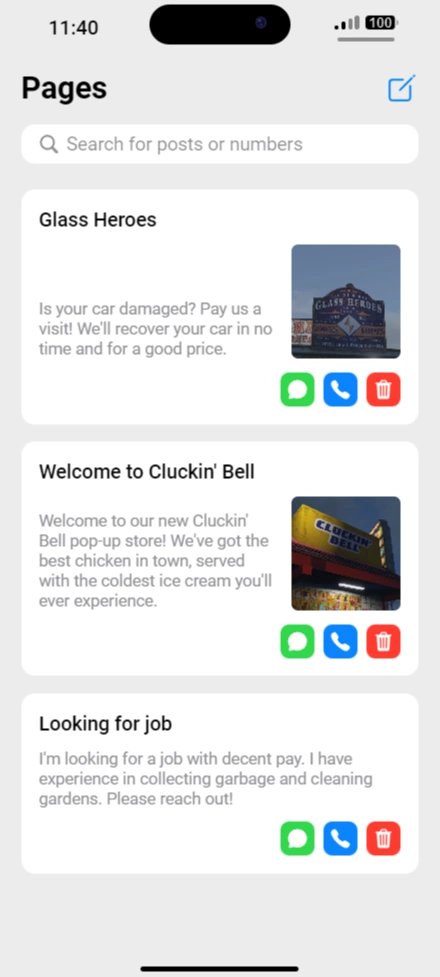 11:40
100
Pages
Search for posts or numbers
Glass Heroes
Is your car damaged? Pay us a
visit! We'll recover your car in no
time and for a good price.
GLASS HEROES
Welcome to Cluckin' Bell
Welcome to our new Cluckin'
Bell pop-up store! We've got the
best chicken in town, served
with the coldest ice cream you'll
ever experience.
CLUCKIN'
BELL
Looking for job
I'm looking for a job with decent pay. I have
experience in collecting garbage and cleaning
gardens. Please reach out!